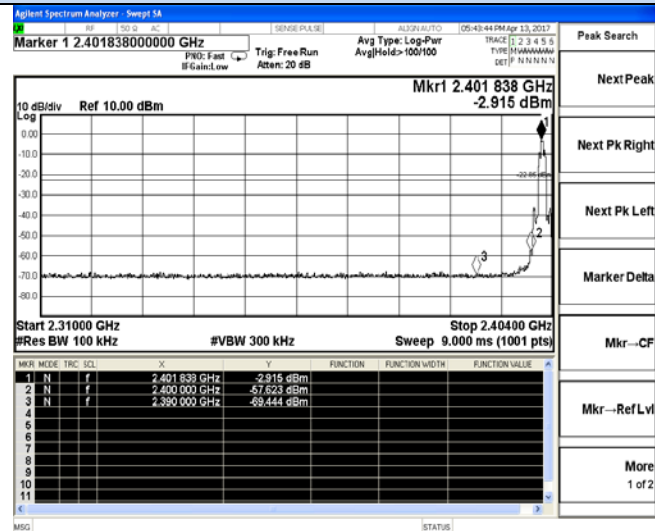 Agilent Spectrum Analyzer - Swept SA
RF 50 Ω AC SENSE:PULSE ALIGN AUTO 05:43:44 PM Apr 13, 2017
Marker 1 2.401838000000 GHz
PNO: Fast
IFGain:Low
Trig: Free Run
Atten: 20 dB
Avg Type: Log-Pwr
Avg|Hold:>100/100
TRACE 1 2 3 4 5 6
TYPE
DET P N N N N N
Mkr1 2.401 838 GHz
-2.915 dBm
10 dB/div Ref 10.00 dBm
Log
0.00
-10.0
-20.0
-30.0
-40.0
-50.0
-60.0
-70.0
-80.0
1
2
3
Start 2.31000 GHz
Stop 2.40400 GHz
#Res BW 100 kHz #VBW 300 kHz Sweep 9.000 ms (1001 pts)
MKR MODE TRC SCL X Y FUNCTION FUNCTION WIDTH FUNCTION VALUE
1 N f 2.401 838 GHz -2.915 dBm
2 N f 2.400 000 GHz -57.623 dBm
3 N f 2.390 000 GHz -69.444 dBm
4
5
6
7
8
9
10
11
MSG STATUS
Peak Search
Next Peak
Next Pk Right
Next Pk Left
Marker Delta
Mkr→CF
Mkr→Ref Lvl
More
1 of 2